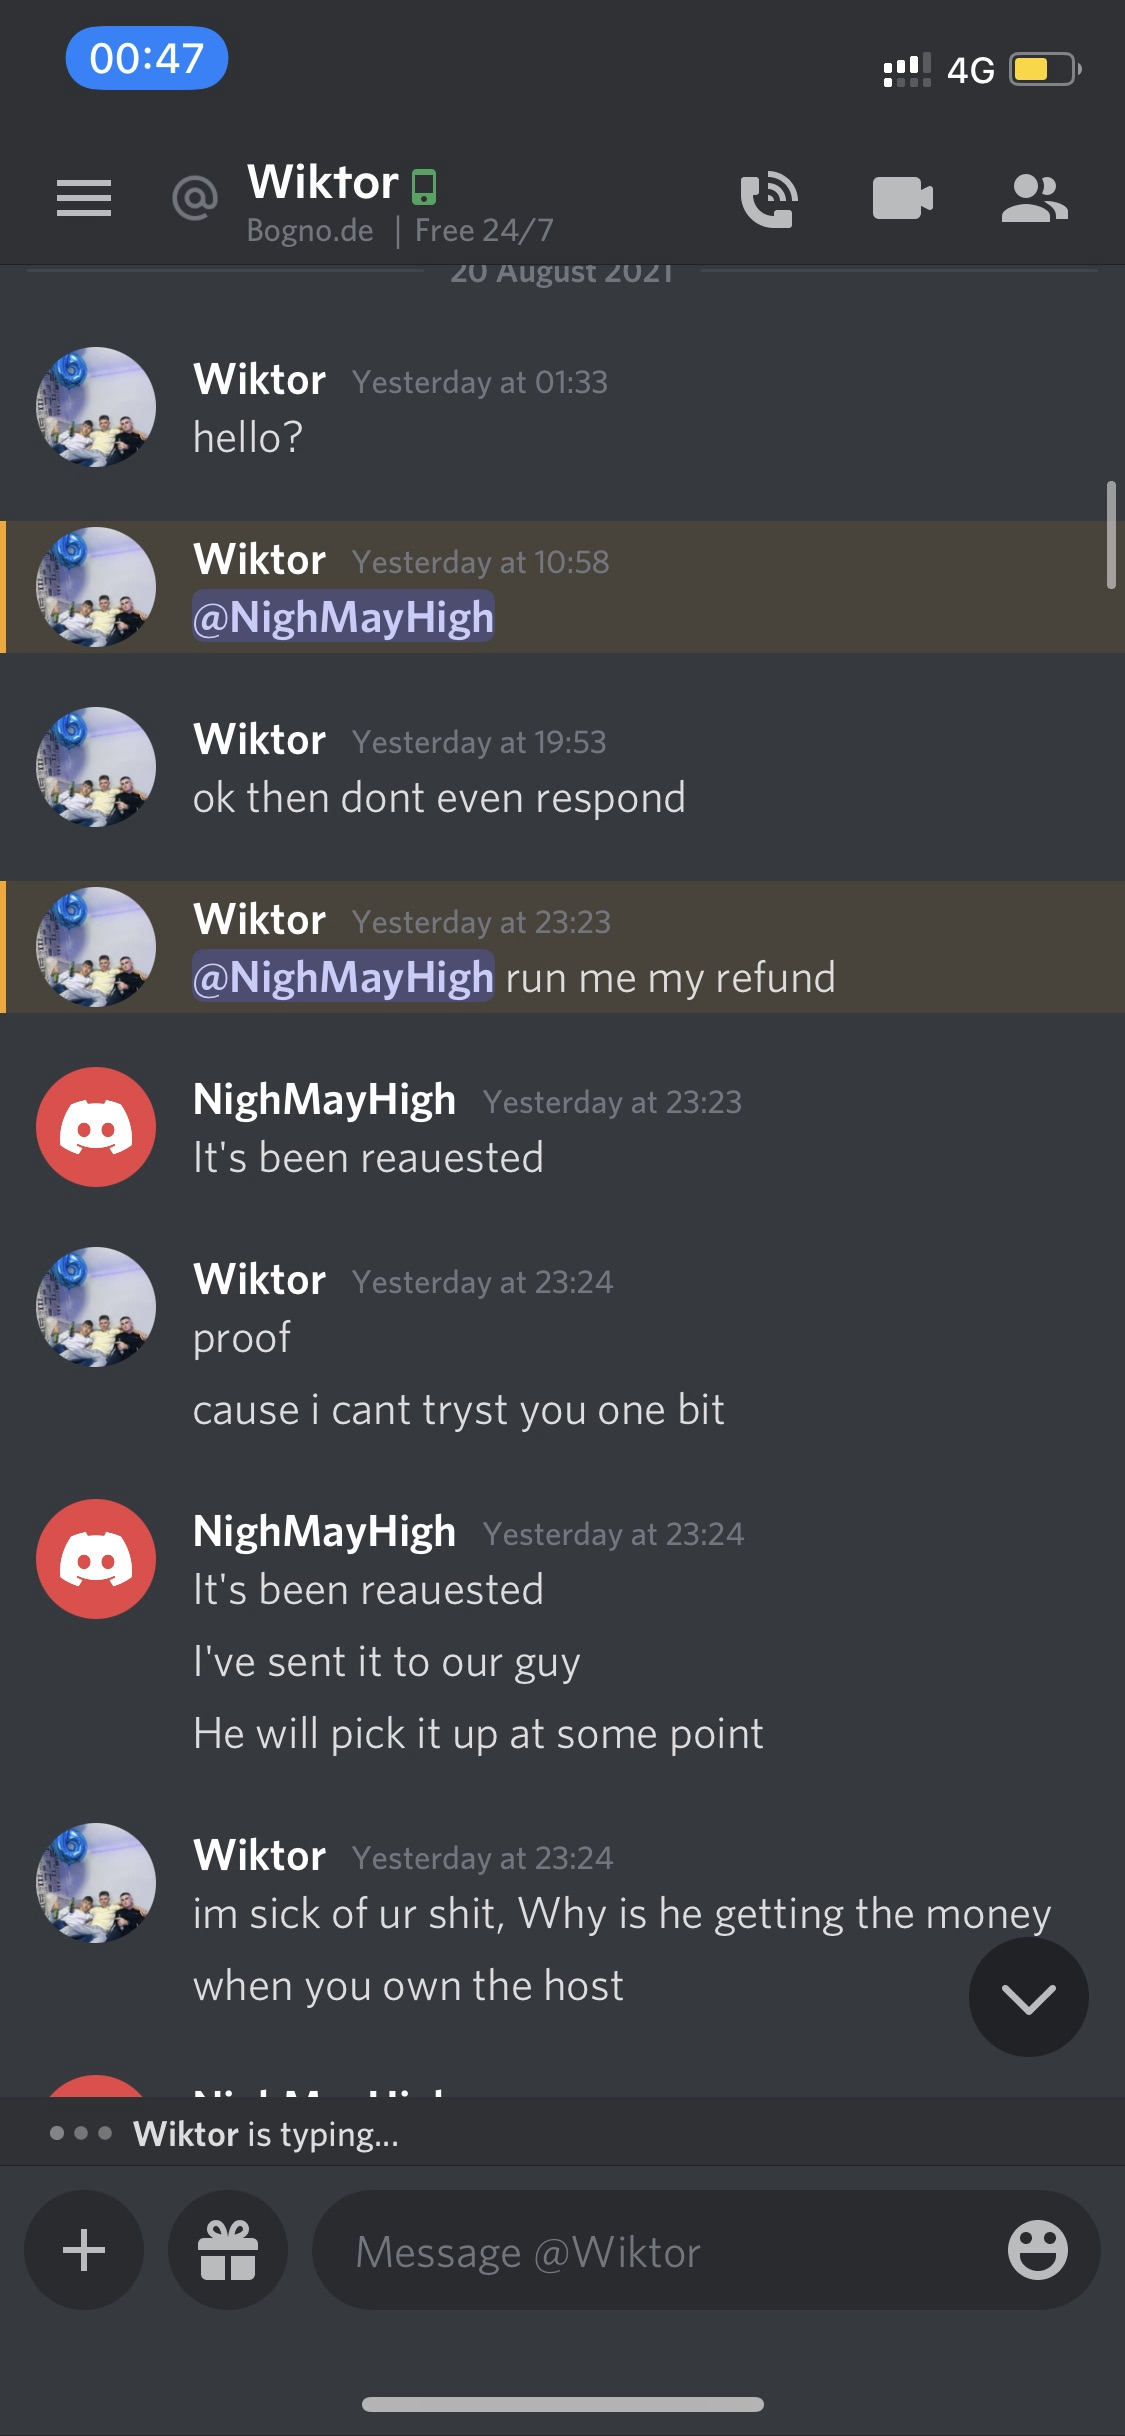 00:47
4G
@ Wiktor
Bogno.de | Free 24/7
20 August 2021
Wiktor Yesterday at 01:33
hello?
Wiktor Yesterday at 10:58
@NighMayHigh
Wiktor Yesterday at 19:53
ok then dont even respond
Wiktor Yesterday at 23:23
@NighMayHigh run me my refund
NighMayHigh Yesterday at 23:23
It's been reauested
Wiktor Yesterday at 23:24
proof
cause i cant tryst you one bit
NighMayHigh Yesterday at 23:24
It's been reauested
I've sent it to our guy
He will pick it up at some point
Wiktor Yesterday at 23:24
im sick of ur shit, Why is he getting the money
when you own the host
NighMayHigh
Wiktor is typing...
Message @Wiktor